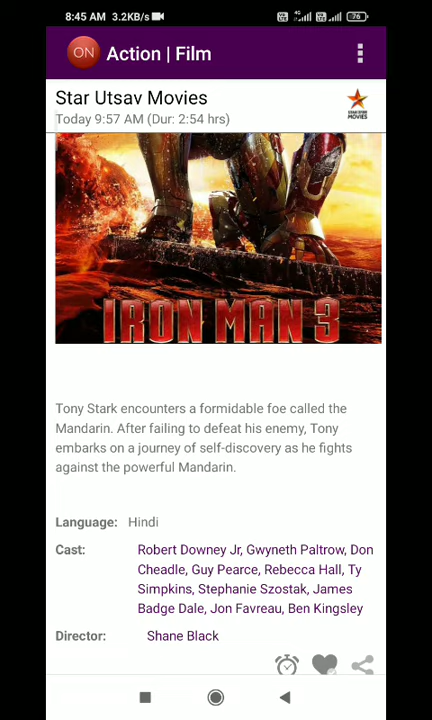 8:45 AM 3.2KB/s 4G 76
ON Action | Film
Star Utsav Movies
Today 9:57 AM (Dur: 2:54 hrs)
MOVIES
IRON MAN 3
Tony Stark encounters a formidable foe called the
Mandarin. After failing to defeat his enemy, Tony
embarks on a journey of self-discovery as he fights
against the powerful Mandarin.
Language: Hindi
Cast: Robert Downey Jr, Gwyneth Paltrow, Don
Cheadle, Guy Pearce, Rebecca Hall, Ty
Simpkins, Stephanie Szostak, James
Badge Dale, Jon Favreau, Ben Kingsley
Director: Shane Black